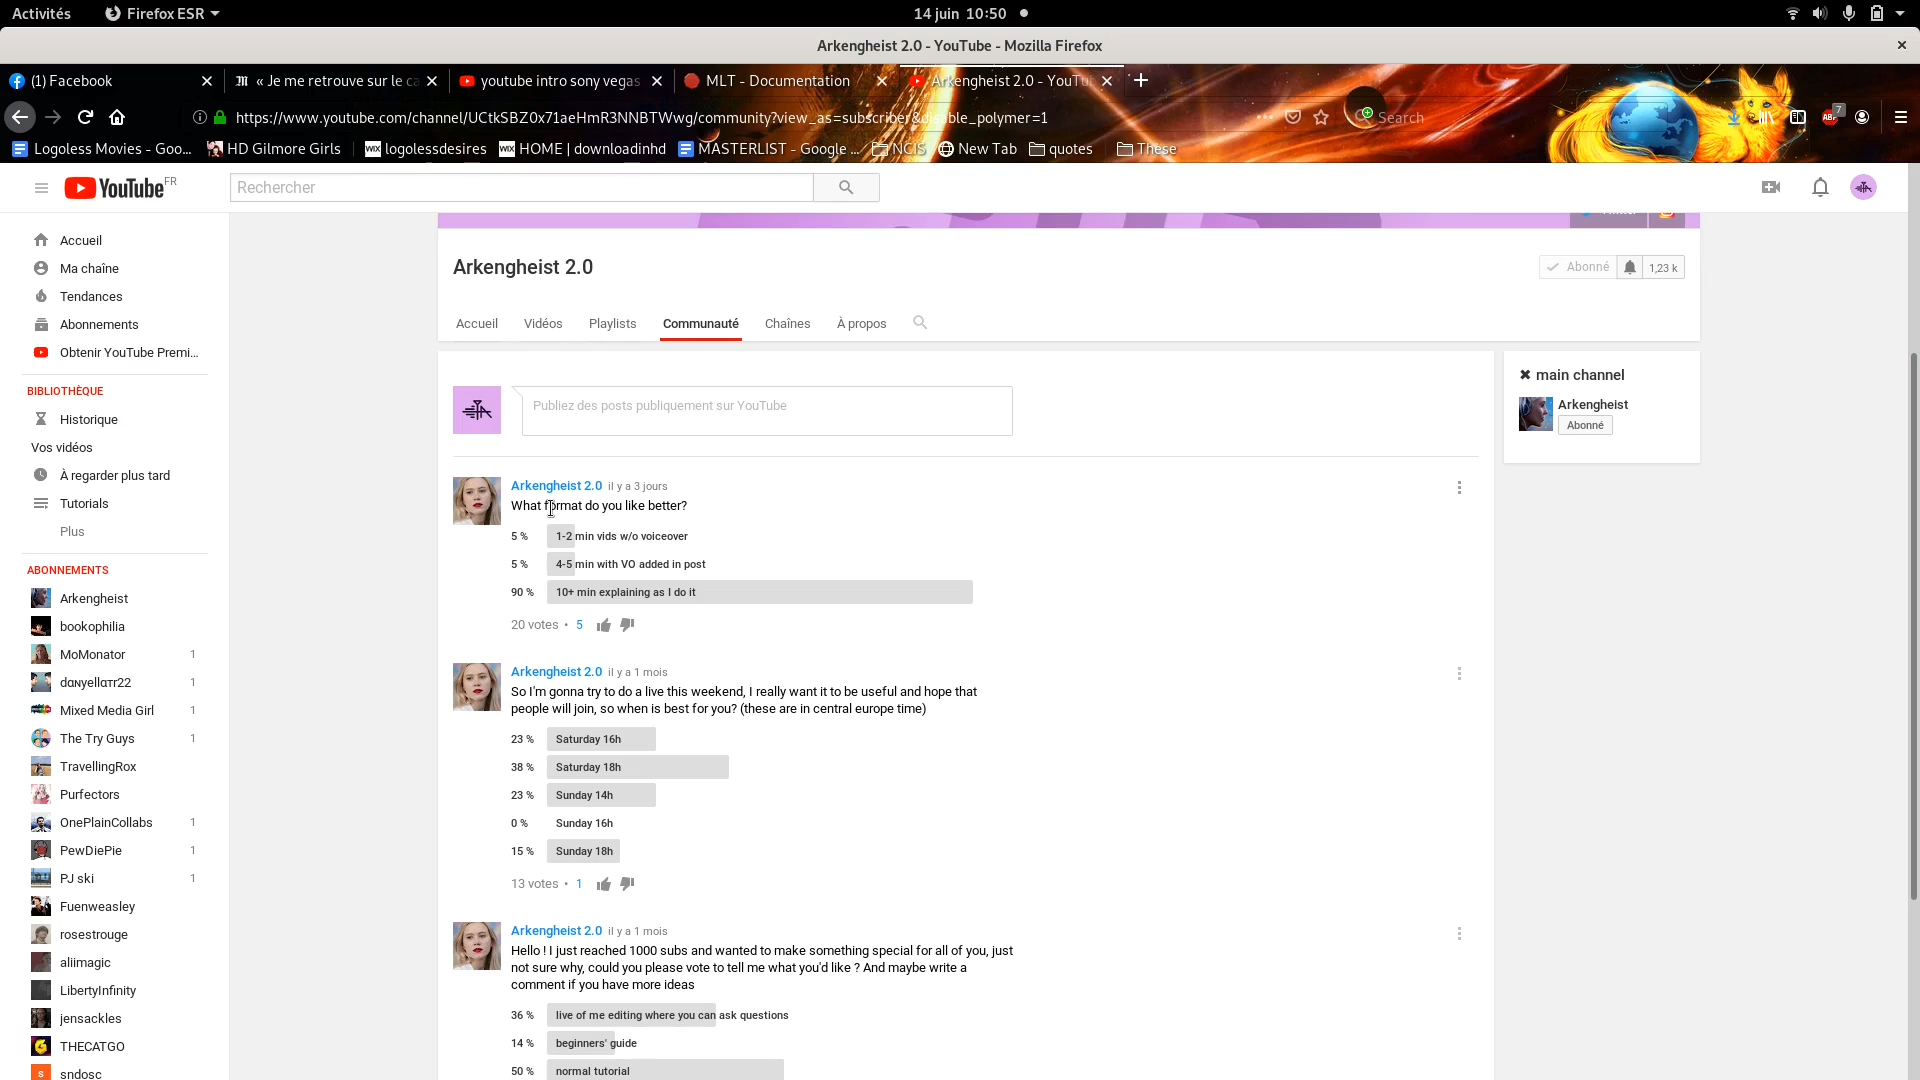 Activités Firefox ESR 14 juin 10:50
Arkengheist 2.0 - YouTube - Mozilla Firefox
(1) Facebook « Je me retrouve sur le ca youtube intro sony vegas MLT - Documentation Arkengheist 2.0 - YouTu
https://www.youtube.com/channel/UCtkSBZ0x71aeHmR3NNBTWwg/community?view_as=subscriber&disable_polymer=1 Search 7
Logoless Movies - Goo... HD Gilmore Girls logolessdesires HOME | downloadinhd MASTERLIST - Google ... NCIS New Tab quotes These
YouTube FR Rechercher
Accueil
Ma chaîne
Tendances
Abonnements
Obtenir YouTube Premi...
BIBLIOTHÈQUE
Historique
Vos vidéos
À regarder plus tard
Tutorials
Plus
ABONNEMENTS
Arkengheist
bookophilia
MoMonator 1
dαɴyellαтr22 1
Mixed Media Girl 1
The Try Guys 1
TravellingRox
Purfectors
OnePlainCollabs 1
PewDiePie 1
PJ ski 1
Fuenweasley
rosestrouge
aliimagic
LibertyInfinity
jensackles
THECATGO
sndosc
Arkengheist 2.0
Abonné 1,23 k
Accueil Vidéos Playlists Communauté Chaînes À propos
Publiez des posts publiquement sur YouTube
Arkengheist 2.0 il y a 3 jours
What format do you like better?
5 % 1-2 min vids w/o voiceover
5 % 4-5 min with VO added in post
90 % 10+ min explaining as I do it
20 votes • 5
Arkengheist 2.0 il y a 1 mois
So I'm gonna try to do a live this weekend, I really want it to be useful and hope that
people will join, so when is best for you? (these are in central europe time)
23 % Saturday 16h
38 % Saturday 18h
23 % Sunday 14h
0 % Sunday 16h
15 % Sunday 18h
13 votes • 1
Arkengheist 2.0 il y a 1 mois
Hello ! I just reached 1000 subs and wanted to make something special for all of you, just
not sure why, could you please vote to tell me what you'd like ? And maybe write a
comment if you have more ideas
36 % live of me editing where you can ask questions
14 % beginners' guide
50 % normal tutorial
✖ main channel
Arkengheist
Abonné